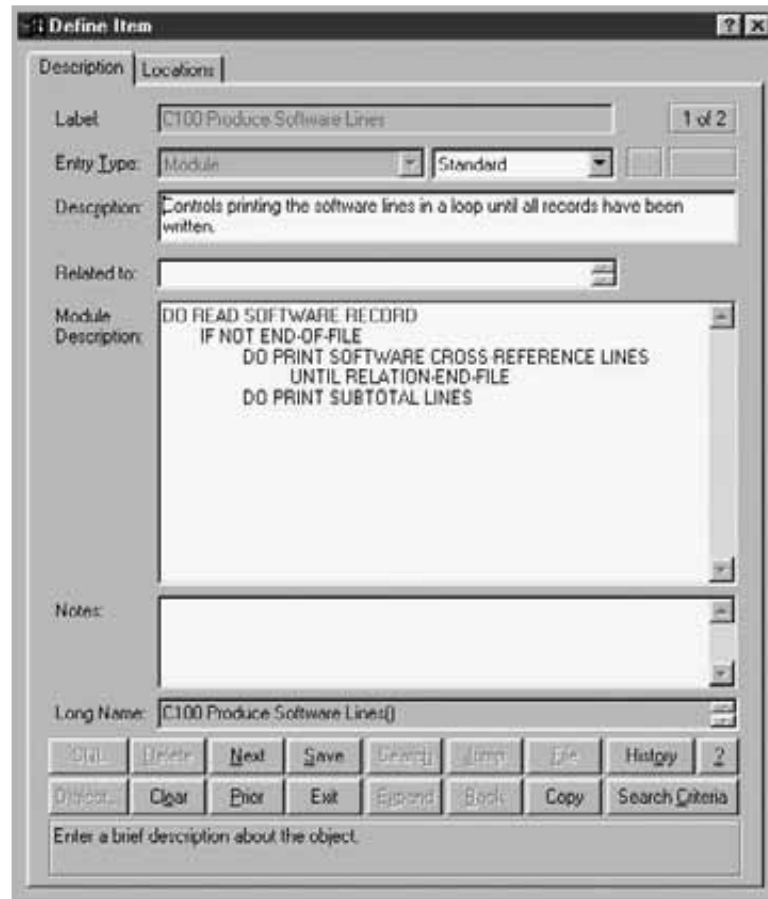 Define Item
? X
Description Locations
Label C100 Produce Software Lines 1 of 2
Entry Type: Module Standard
Description: Controls printing the software lines in a loop until all records have been
written.
Related to:
Module
Description:
DO READ SOFTWARE RECORD
IF NOT END-OF-FILE
DO PRINT SOFTWARE CROSS-REFERENCE LINES
UNTIL RELATION-END-FILE
DO PRINT SUBTOTAL LINES
Notes:
Long Name: C100 Produce Software Lines()
Delete Next Save Search Jump File History ?
Clear Prior Exit Expand Back Copy Search Criteria
Enter a brief description about the object.